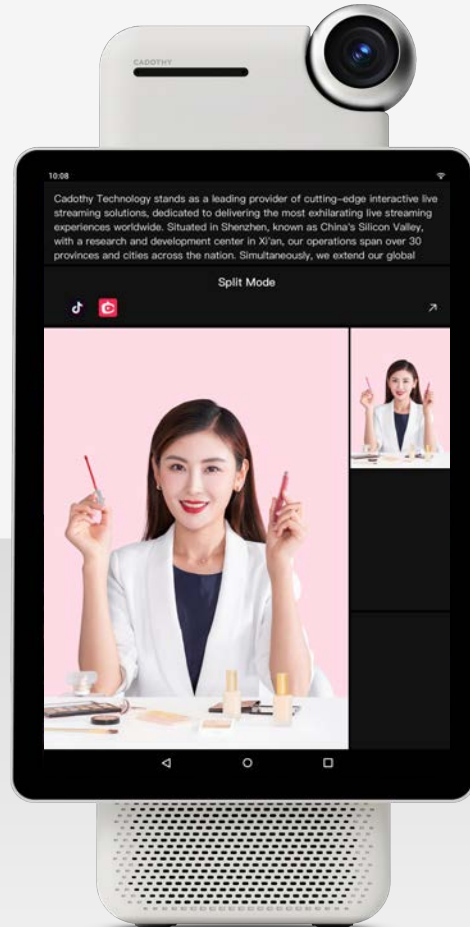 CADOTHY
10:08
Cadothy Technology stands as a leading provider of cutting-edge interactive live
streaming solutions, dedicated to delivering the most exhilarating live streaming
experiences worldwide. Situated in Shenzhen, known as China's Silicon Valley,
with a research and development center in Xi'an, our operations span over 30
provinces and cities across the nation. Simultaneously, we extend our global
Split Mode